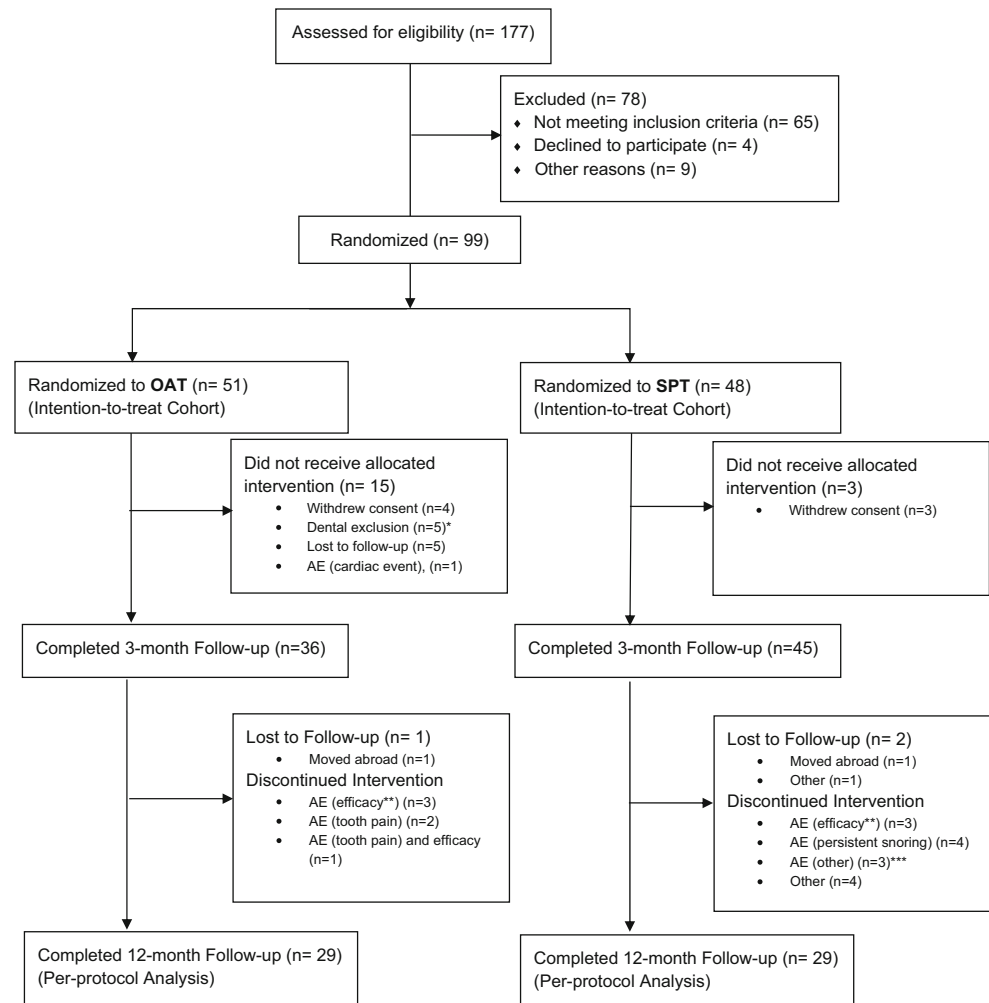 Assessed for eligibility (n= 177)
Excluded (n= 78)
♦ Not meeting inclusion criteria (n= 65)
♦ Declined to participate (n= 4)
♦ Other reasons (n= 9)
Randomized (n= 99)
Randomized to OAT (n= 51)
(Intention-to-treat Cohort)
Randomized to SPT (n= 48)
(Intention-to-treat Cohort)
Did not receive allocated
intervention (n= 15)
• Withdrew consent (n=4)
• Dental exclusion (n=5)*
• Lost to follow-up (n=5)
• AE (cardiac event), (n=1)
Did not receive allocated
intervention (n=3)
• Withdrew consent (n=3)
Completed 3-month Follow-up (n=36)
Completed 3-month Follow-up (n=45)
Lost to Follow-up (n= 1)
• Moved abroad (n=1)
Discontinued Intervention
• AE (efficacy**) (n=3)
• AE (tooth pain) (n=2)
• AE (tooth pain) and efficacy
(n=1)
Lost to Follow-up (n= 2)
• Moved abroad (n=1)
• Other (n=1)
Discontinued Intervention
• AE (efficacy**) (n=3)
• AE (persistent snoring) (n=4)
• AE (other) (n=3)***
• Other (n=4)
Completed 12-month Follow-up (n= 29)
(Per-protocol Analysis)
Completed 12-month Follow-up (n= 29)
(Per-protocol Analysis)